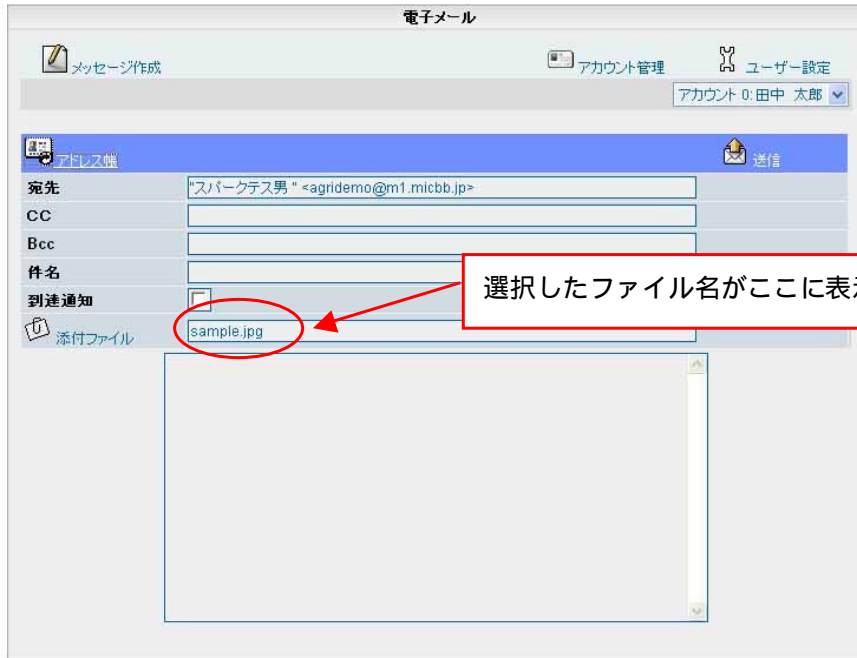 電子メール
メッセージ作成 アカウント管理 ユーザー設定
アカウント 0:田中 太郎
アドレス帳 送信
宛先 "スパークテス男 " <agridemo@m1.micbb.jp>
CC
Bcc
件名
選択したファイル名がここに表
到達通知
添付ファイル sample.jpg